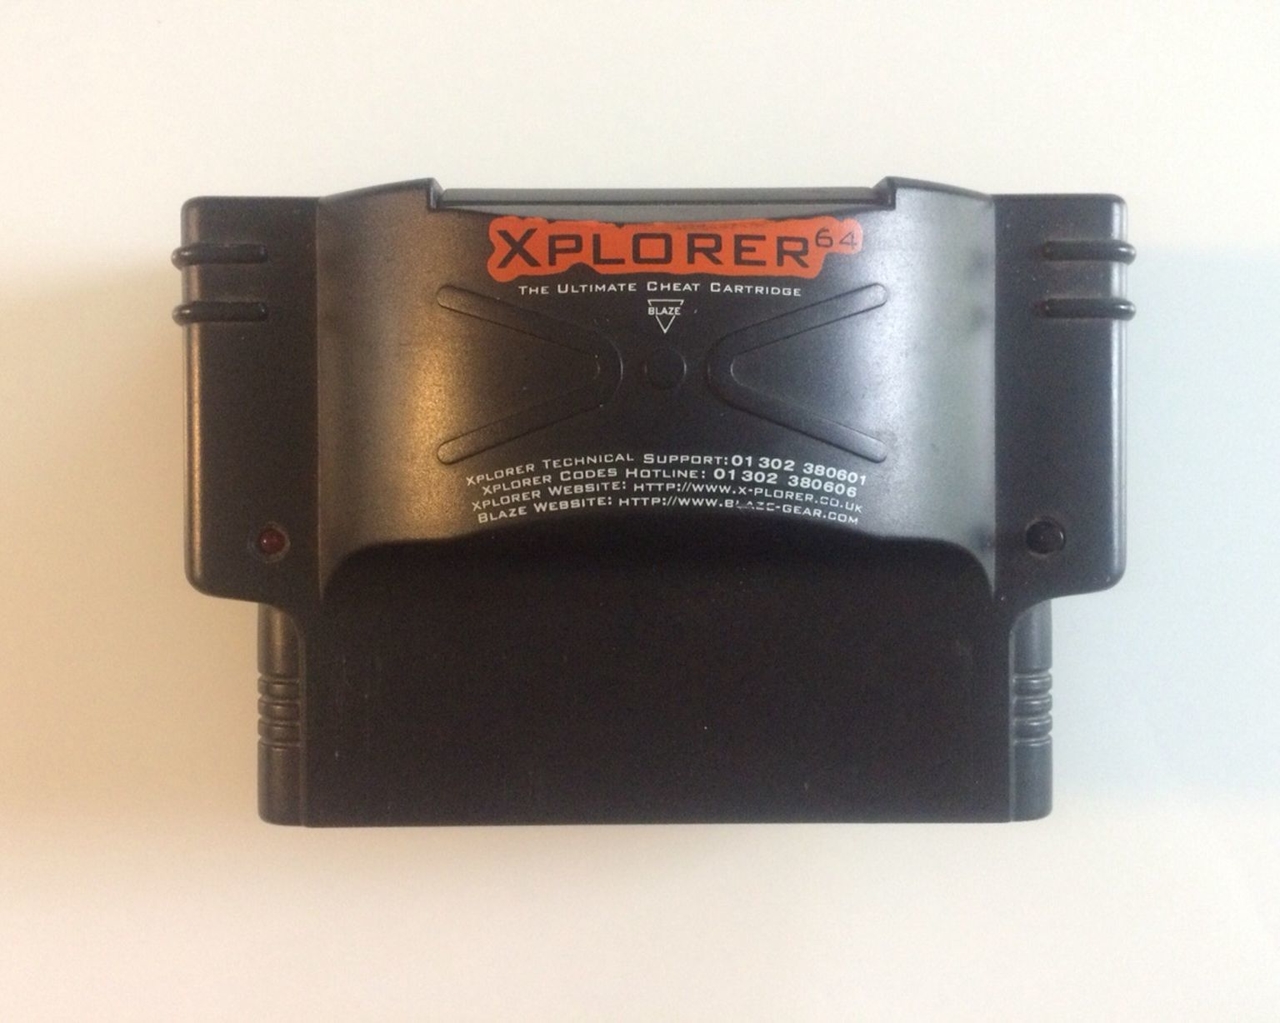 XPLORER64
THE ULTIMATE CHEAT CARTRIDGE
BLAZE
XPLORER TECHNICAL SUPPORT: 01302 380601
XPLORER CODES HOTLINE: 01302 380606
XPLORER WEBSITE: HTTP://WWW.X-PLORER.CO.UK
BLAZE WEBSITE: HTTP://WWW.BLAZE-GEAR.COM